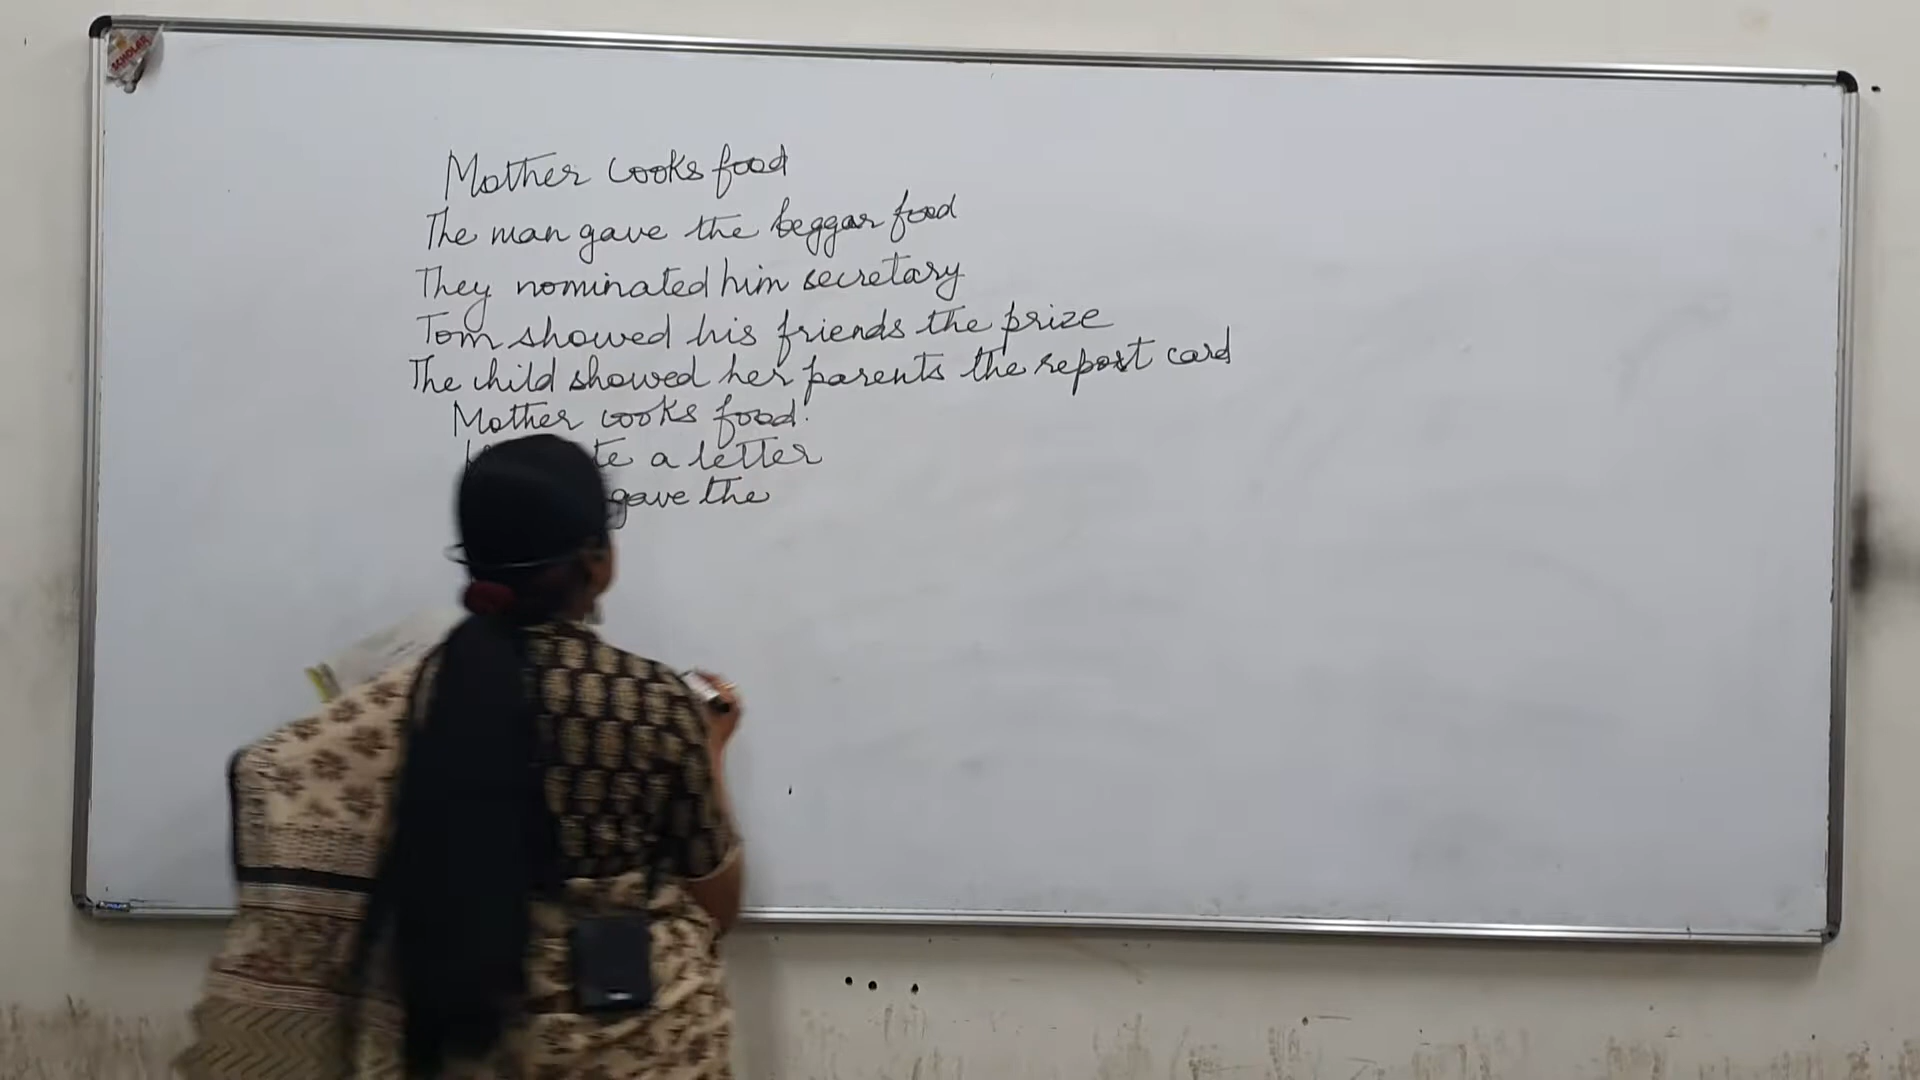 SCHOLAR
Mother cooks food
The man gave the beggar food
They nominated him secretary
Tom showed his friends the prize
The child showed her parents the report card
Mother cooks food.
a letter
gave the